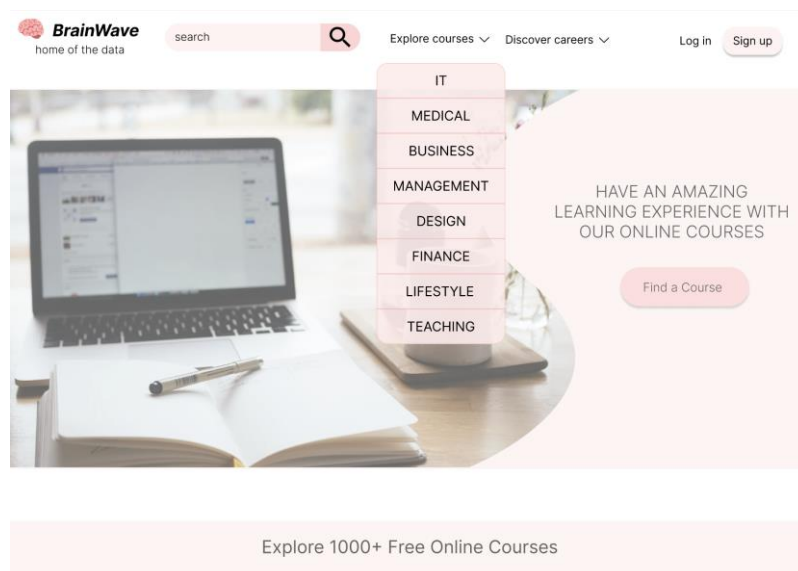 BrainWave
home of the data
search
Explore courses
Discover careers
Log in
Sign up
IT
MEDICAL
BUSINESS
MANAGEMENT
DESIGN
FINANCE
LIFESTYLE
TEACHING
HAVE AN AMAZING
LEARNING EXPERIENCE WITH
OUR ONLINE COURSES
Find a Course
Explore 1000+ Free Online Courses